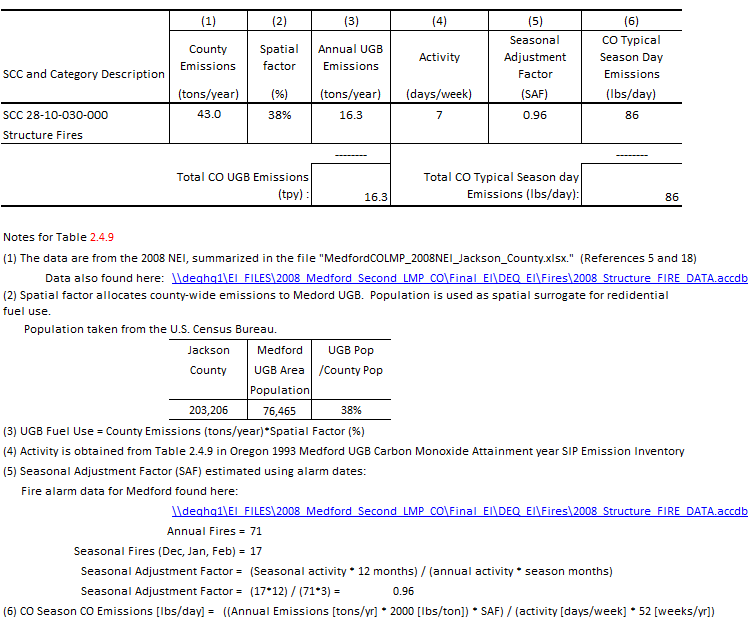 (1) (2) (3) (4) (5) (6)
SCC and Category Description County Emissions (tons/year) Spatial factor (%) Annual UGB Emissions (tons/year) Activity (days/week) Seasonal Adjustment Factor (SAF) CO Typical Season Day Emissions (lbs/day)
SCC 28-10-030-000 43.0 38% 16.3 7 0.96 86
Structure Fires
-------- --------
Total CO UGB Emissions (tpy) : 16.3 Total CO Typical Season day Emissions (lbs/day): 86
Notes for Table 2.4.9
(1) The data are from the 2008 NEI, summarized in the file "MedfordCOLMP_2008NEI_Jackson_County.xlsx." (References 5 and 18)
Data also found here: \\deqhq1\EI_FILES\2008_Medford_Second_LMP_CO\Final_EI\DEQ_EI\Fires\2008_Structure_FIRE_DATA.accdb
(2) Spatial factor allocates county-wide emissions to Medord UGB. Population is used as spatial surrogate for redidential
fuel use.
Population taken from the U.S. Census Bureau.
Jackson Medford UGB Pop
County UGB Area /County Pop
Population
203,206 76,465 38%
(3) UGB Fuel Use = County Emissions (tons/year)*Spatial Factor (%)
(4) Activity is obtained from Table 2.4.9 in Oregon 1993 Medford UGB Carbon Monoxide Attainment year SIP Emission Inventory
(5) Seasonal Adjustment Factor (SAF) estimated using alarm dates:
Fire alarm data for Medford found here:
\\deqhq1\EI_FILES\2008_Medford_Second_LMP_CO\Final_EI\DEQ_EI\Fires\2008_Structure_FIRE_DATA.accdb
Annual Fires = 71
Seasonal Fires (Dec, Jan, Feb) = 17
Seasonal Adjustment Factor = (Seasonal activity * 12 months) / (annual activity * season months)
Seasonal Adjustment Factor = (17*12) / (71*3) = 0.96
(6) CO Season CO Emissions [lbs/day] = ((Annual Emissions [tons/yr] * 2000 [lbs/ton]) * SAF) / (activity [days/week] * 52 [weeks/yr])